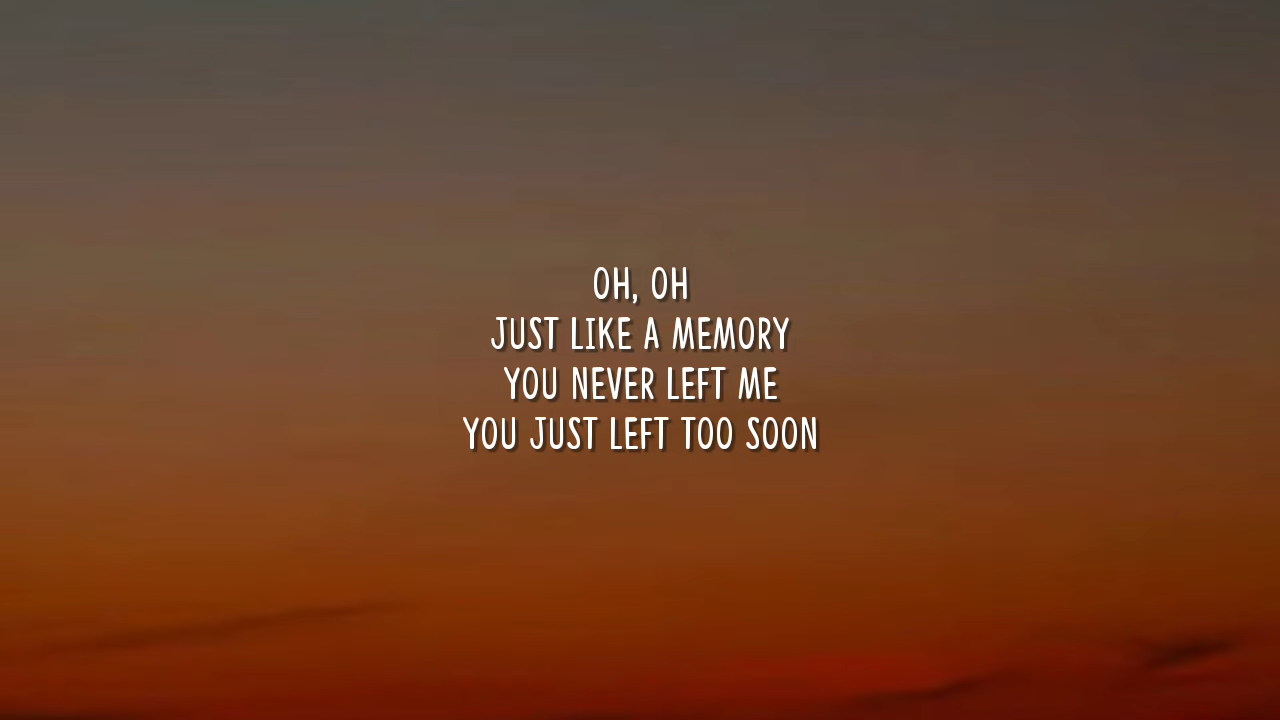 OH, OH
JUST LIKE A MEMORY
YOU NEVER LEFT ME
YOU JUST LEFT TOO SOON